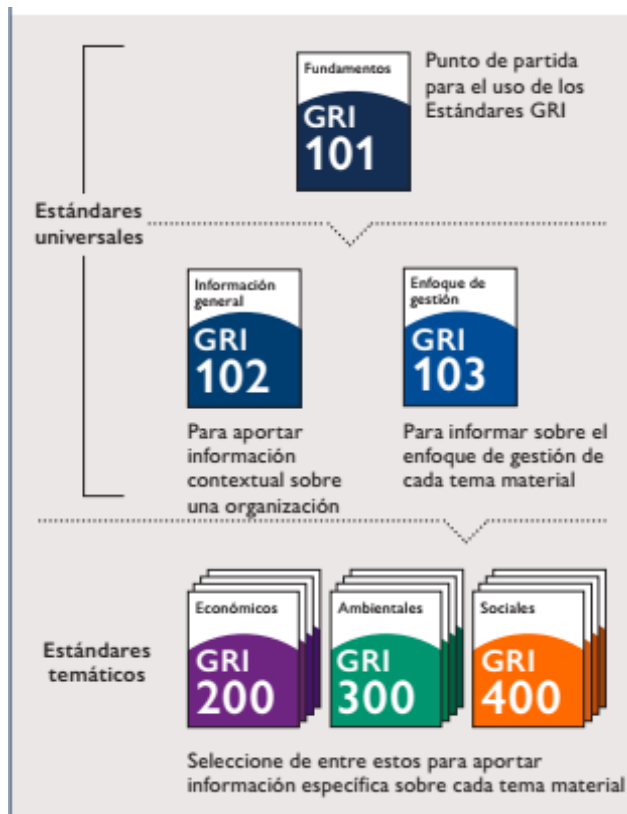 Fundamentos
GRI
101
Punto de partida
para el uso de los
Estándares GRI
Estándares
universales
Información
general
GRI
102
Para aportar
información
contextual sobre
una organización
Enfoque de
gestión
GRI
103
Para informar sobre el
enfoque de gestión de
cada tema material
Estándares
temáticos
Económicos
GRI
200
Ambientales
GRI
300
Sociales
GRI
400
Seleccione de entre estos para aportar
información específica sobre cada tema material